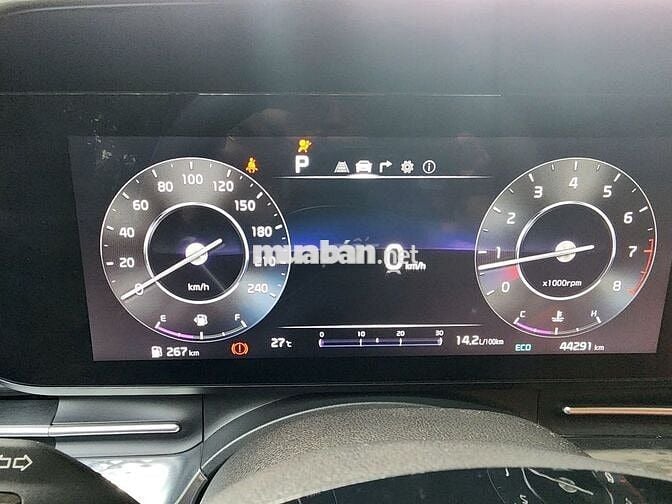 P
0 20 40 60 80 100 120 150 180 210 240
km/h
E F
267 km
27°C
muaban.net
0 km/h
0 10 20 30
14.2L/100km
0 1 2 3 4 5 6 7 8
x1000rpm
C H
ECO
44291 km